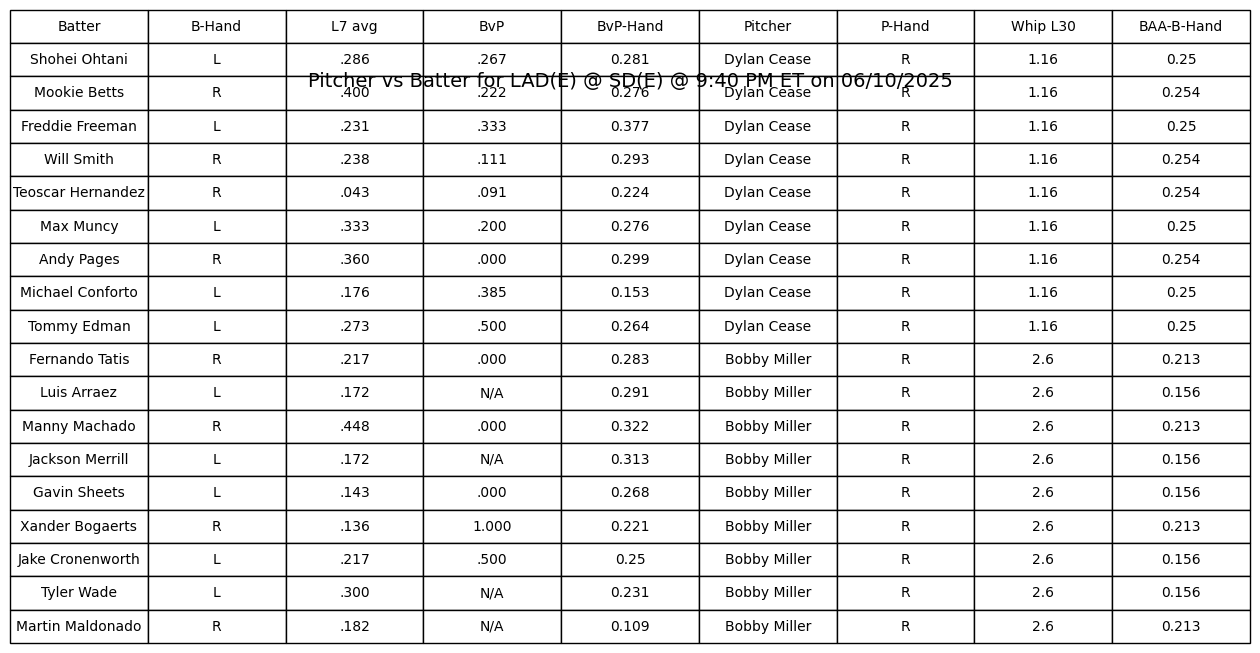 Batter B-Hand L7 avg BvP BvP-Hand Pitcher P-Hand Whip L30 BAA-B-Hand
Shohei Ohtani L .286 .267 0.281 Dylan Cease R 1.16 0.25
Pitcher vs Batter for LAD(E) @ SD(E) @ 9:40 PM ET on 06/10/2025
Mookie Betts R .400 .222 0.276 Dylan Cease R 1.16 0.254
Freddie Freeman L .231 .333 0.377 Dylan Cease R 1.16 0.25
Will Smith R .238 .111 0.293 Dylan Cease R 1.16 0.254
Teoscar Hernandez R .043 .091 0.224 Dylan Cease R 1.16 0.254
Max Muncy L .333 .200 0.276 Dylan Cease R 1.16 0.25
Andy Pages R .360 .000 0.299 Dylan Cease R 1.16 0.254
Michael Conforto L .176 .385 0.153 Dylan Cease R 1.16 0.25
Tommy Edman L .273 .500 0.264 Dylan Cease R 1.16 0.25
Fernando Tatis R .217 .000 0.283 Bobby Miller R 2.6 0.213
Luis Arraez L .172 N/A 0.291 Bobby Miller R 2.6 0.156
Manny Machado R .448 .000 0.322 Bobby Miller R 2.6 0.213
Jackson Merrill L .172 N/A 0.313 Bobby Miller R 2.6 0.156
Gavin Sheets L .143 .000 0.268 Bobby Miller R 2.6 0.156
Xander Bogaerts R .136 1.000 0.221 Bobby Miller R 2.6 0.213
Jake Cronenworth L .217 .500 0.25 Bobby Miller R 2.6 0.156
Tyler Wade L .300 N/A 0.231 Bobby Miller R 2.6 0.156
Martin Maldonado R .182 N/A 0.109 Bobby Miller R 2.6 0.213